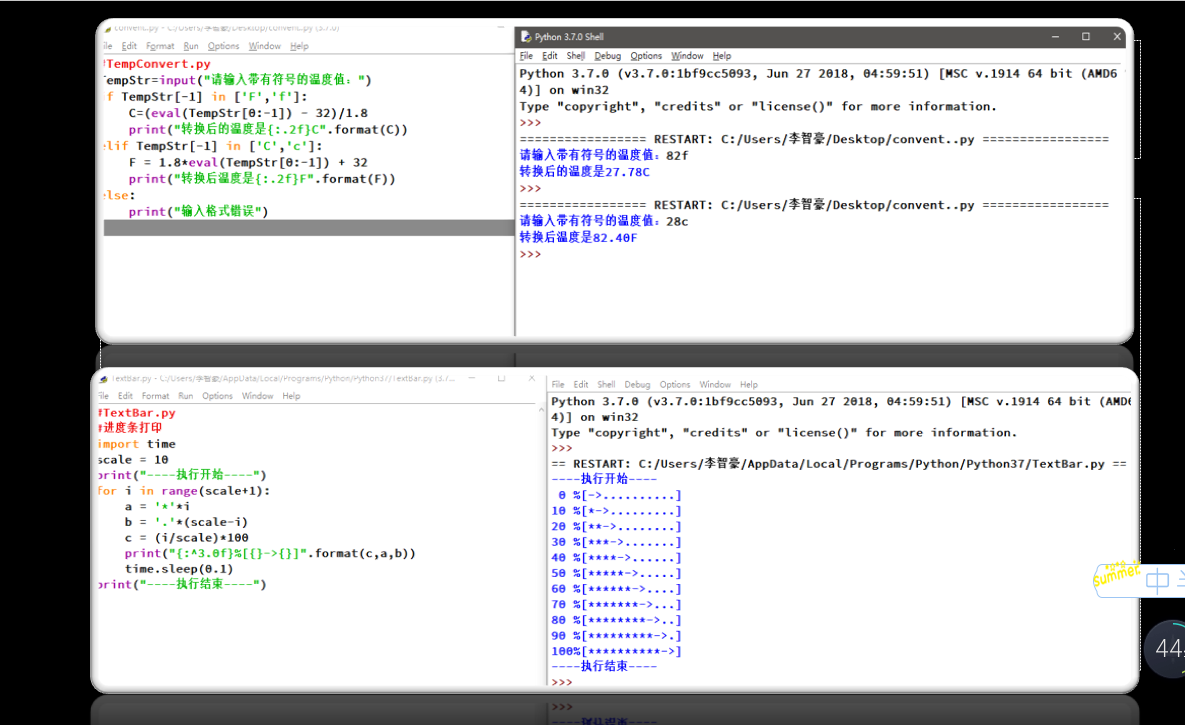 convent.py - C:/Users/李智豪/Desktop/convent.py (3.7.0)
ile Edit Format Run Options Window Help
#TempConvert.py
TempStr=input("请输入带有符号的温度值: ")
f TempStr[-1] in ['F','f']:
C=(eval(TempStr[0:-1]) - 32)/1.8
print("转换后的温度是{:.2f}C".format(C))
elif TempStr[-1] in ['C','c']:
F = 1.8*eval(TempStr[0:-1]) + 32
print("转换后温度是{:.2f}F".format(F))
else:
print("输入格式错误")
Python 3.7.0 Shell
File Edit Shell Debug Options Window Help
Python 3.7.0 (v3.7.0:1bf9cc5093, Jun 27 2018, 04:59:51) [MSC v.1914 64 bit (AMD6
4)] on win32
Type "copyright", "credits" or "license()" for more information.
>>>
================= RESTART: C:/Users/李智豪/Desktop/convent..py =================
请输入带有符号的温度值: 82f
转换后的温度是27.78C
>>>
================= RESTART: C:/Users/李智豪/Desktop/convent..py =================
请输入带有符号的温度值: 28c
转换后温度是82.40F
>>>
TextBar.py - C:/Users/李智豪/AppData/Local/Programs/Python/Python37/TextBar.py (3.7...
File Edit Format Run Options Window Help
#TextBar.py
#进度条打印
import time
scale = 10
print("----执行开始----")
for i in range(scale+1):
a = '*'*i
b = '.'*(scale-i)
c = (i/scale)*100
print("{:^3.0f}%[{}->{}]".format(c,a,b))
time.sleep(0.1)
print("----执行结束----")
File Edit Shell Debug Options Window Help
Python 3.7.0 (v3.7.0:1bf9cc5093, Jun 27 2018, 04:59:51) [MSC v.1914 64 bit (AMD6
4)] on win32
Type "copyright", "credits" or "license()" for more information.
>>>
== RESTART: C:/Users/李智豪/AppData/Local/Programs/Python/Python37/TextBar.py ==
----执行开始----
0 %[->..........]
10 %[*->.........]
20 %[**->........]
30 %[***->.......]
40 %[****->......]
50 %[*****->.....]
60 %[******->....]
70 %[*******->...]
80 %[********->..]
90 %[*********->.]
100%[**********->]
----执行结束----
>>>
summer
中
44
>>>